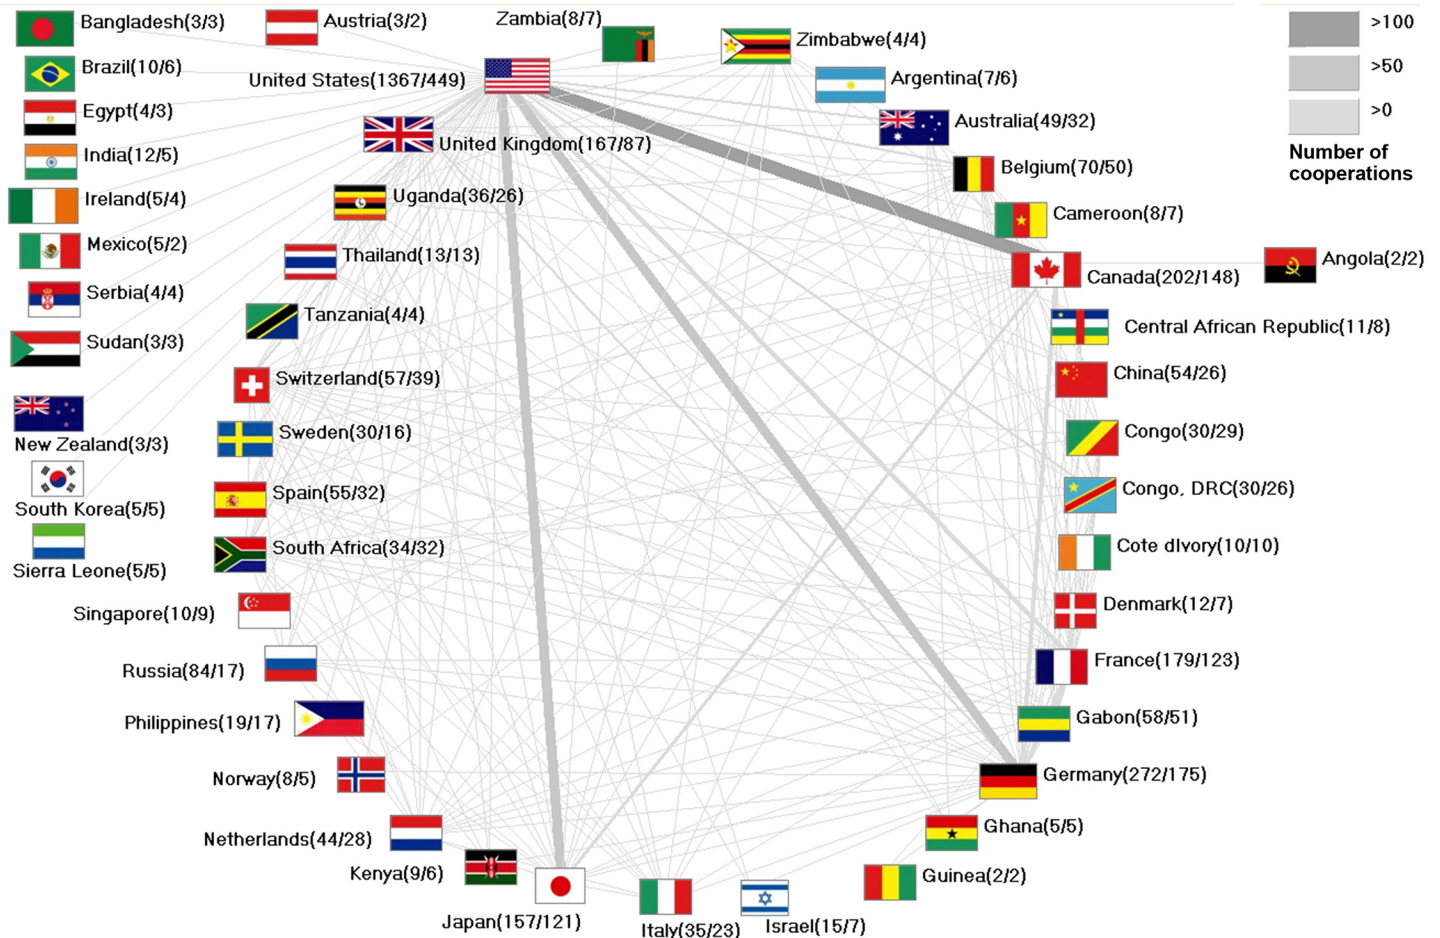 Bangladesh(3/3)
Austria(3/2)
Zambia(8/7)
Zimbabwe(4/4)
>100
Brazil(10/6)
United States(1367/449)
Argentina(7/6)
>50
Egypt(4/3)
United Kingdom(167/87)
Australia(49/32)
>0
India(12/5)
Belgium(70/50)
Number of
cooperations
Ireland(5/4)
Uganda(36/26)
Cameroon(8/7)
Mexico(5/2)
Thailand(13/13)
Canada(202/148)
Angola(2/2)
Serbia(4/4)
Tanzania(4/4)
Central African Republic(11/8)
Sudan(3/3)
Switzerland(57/39)
China(54/26)
New Zealand(3/3)
Sweden(30/16)
Congo(30/29)
South Korea(5/5)
Spain(55/32)
Congo, DRC(30/26)
Sierra Leone(5/5)
South Africa(34/32)
Cote dIvory(10/10)
Singapore(10/9)
Denmark(12/7)
Russia(84/17)
France(179/123)
Philippines(19/17)
Gabon(58/51)
Norway(8/5)
Germany(272/175)
Netherlands(44/28)
Ghana(5/5)
Kenya(9/6)
Guinea(2/2)
Japan(157/121)
Italy(35/23)
Israel(15/7)